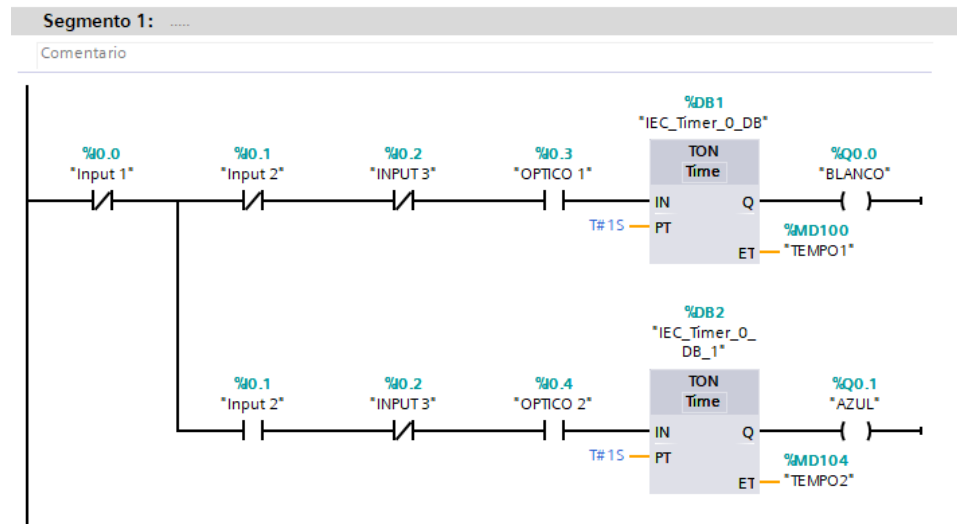 Segmento 1: .....
Comentario
%DB1
"IEC_Timer_0_DB"
%I0.0 %I0.1 %I0.2 %I0.3 TON %Q0.0
"Input 1" "Input 2" "INPUT 3" "OPTICO 1" Time "BLANCO"
IN Q
T#1S PT %MD100
ET "TEMPO1"
%DB2
"IEC_Timer_0_
DB_1"
%I0.1 %I0.2 %I0.4 TON %Q0.1
"Input 2" "INPUT 3" "OPTICO 2" Time "AZUL"
IN Q
T#1S PT %MD104
ET "TEMPO2"